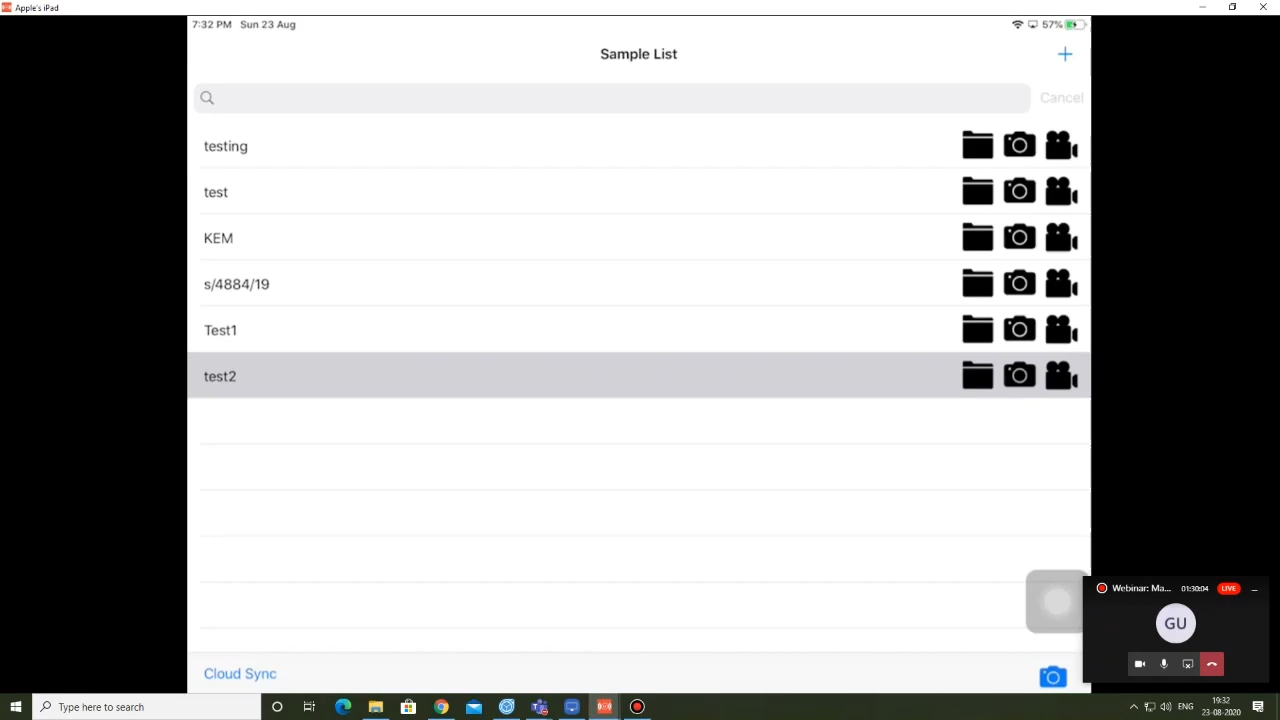 Apple's iPad
7:32 PM Sun 23 Aug
57%
Sample List
Cancel
testing
test
KEM
s/4884/19
Test1
test2
Cloud Sync
Webinar: Ma... 01:30:04 LIVE
GU
Type here to search
ENG
19:32
23-08-2020